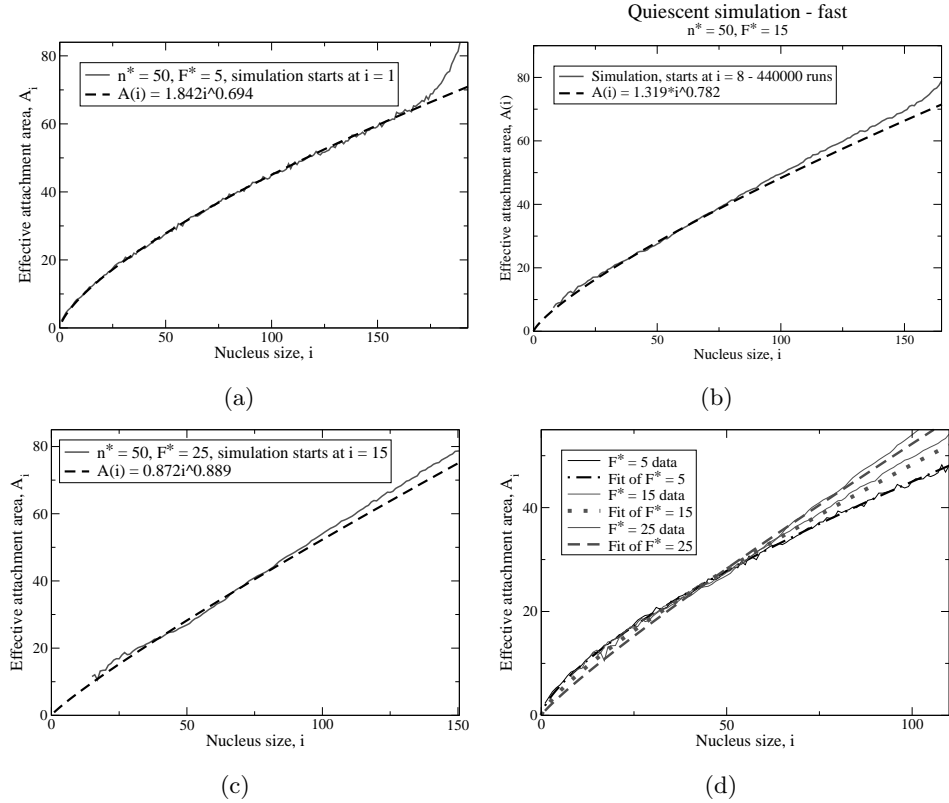 Quiescent simulation - fast
n* = 50, F* = 15
80
60
40
20
0
Effective attachment area, A_i
n* = 50, F* = 5, simulation starts at i = 1
A(i) = 1.842i^0.694
0
50
100
150
Nucleus size, i
(a)
80
60
40
20
0
Effective attachment area, A(i)
Simulation, starts at i = 8 - 440000 runs
A(i) = 1.319*i^0.782
0
50
100
150
Nucleus size, i
(b)
80
60
40
20
0
Effective attachment area, A_i
n* = 50, F* = 25, simulation starts at i = 15
A(i) = 0.872i^0.889
0
50
100
150
Nucleus size, i
(c)
40
20
0
Effective attachment area, A(i)
F* = 5 data
Fit of F* = 5
F* = 15 data
Fit of F* = 15
F* = 25 data
Fit of F* = 25
0
50
100
Nucleus size, i
(d)